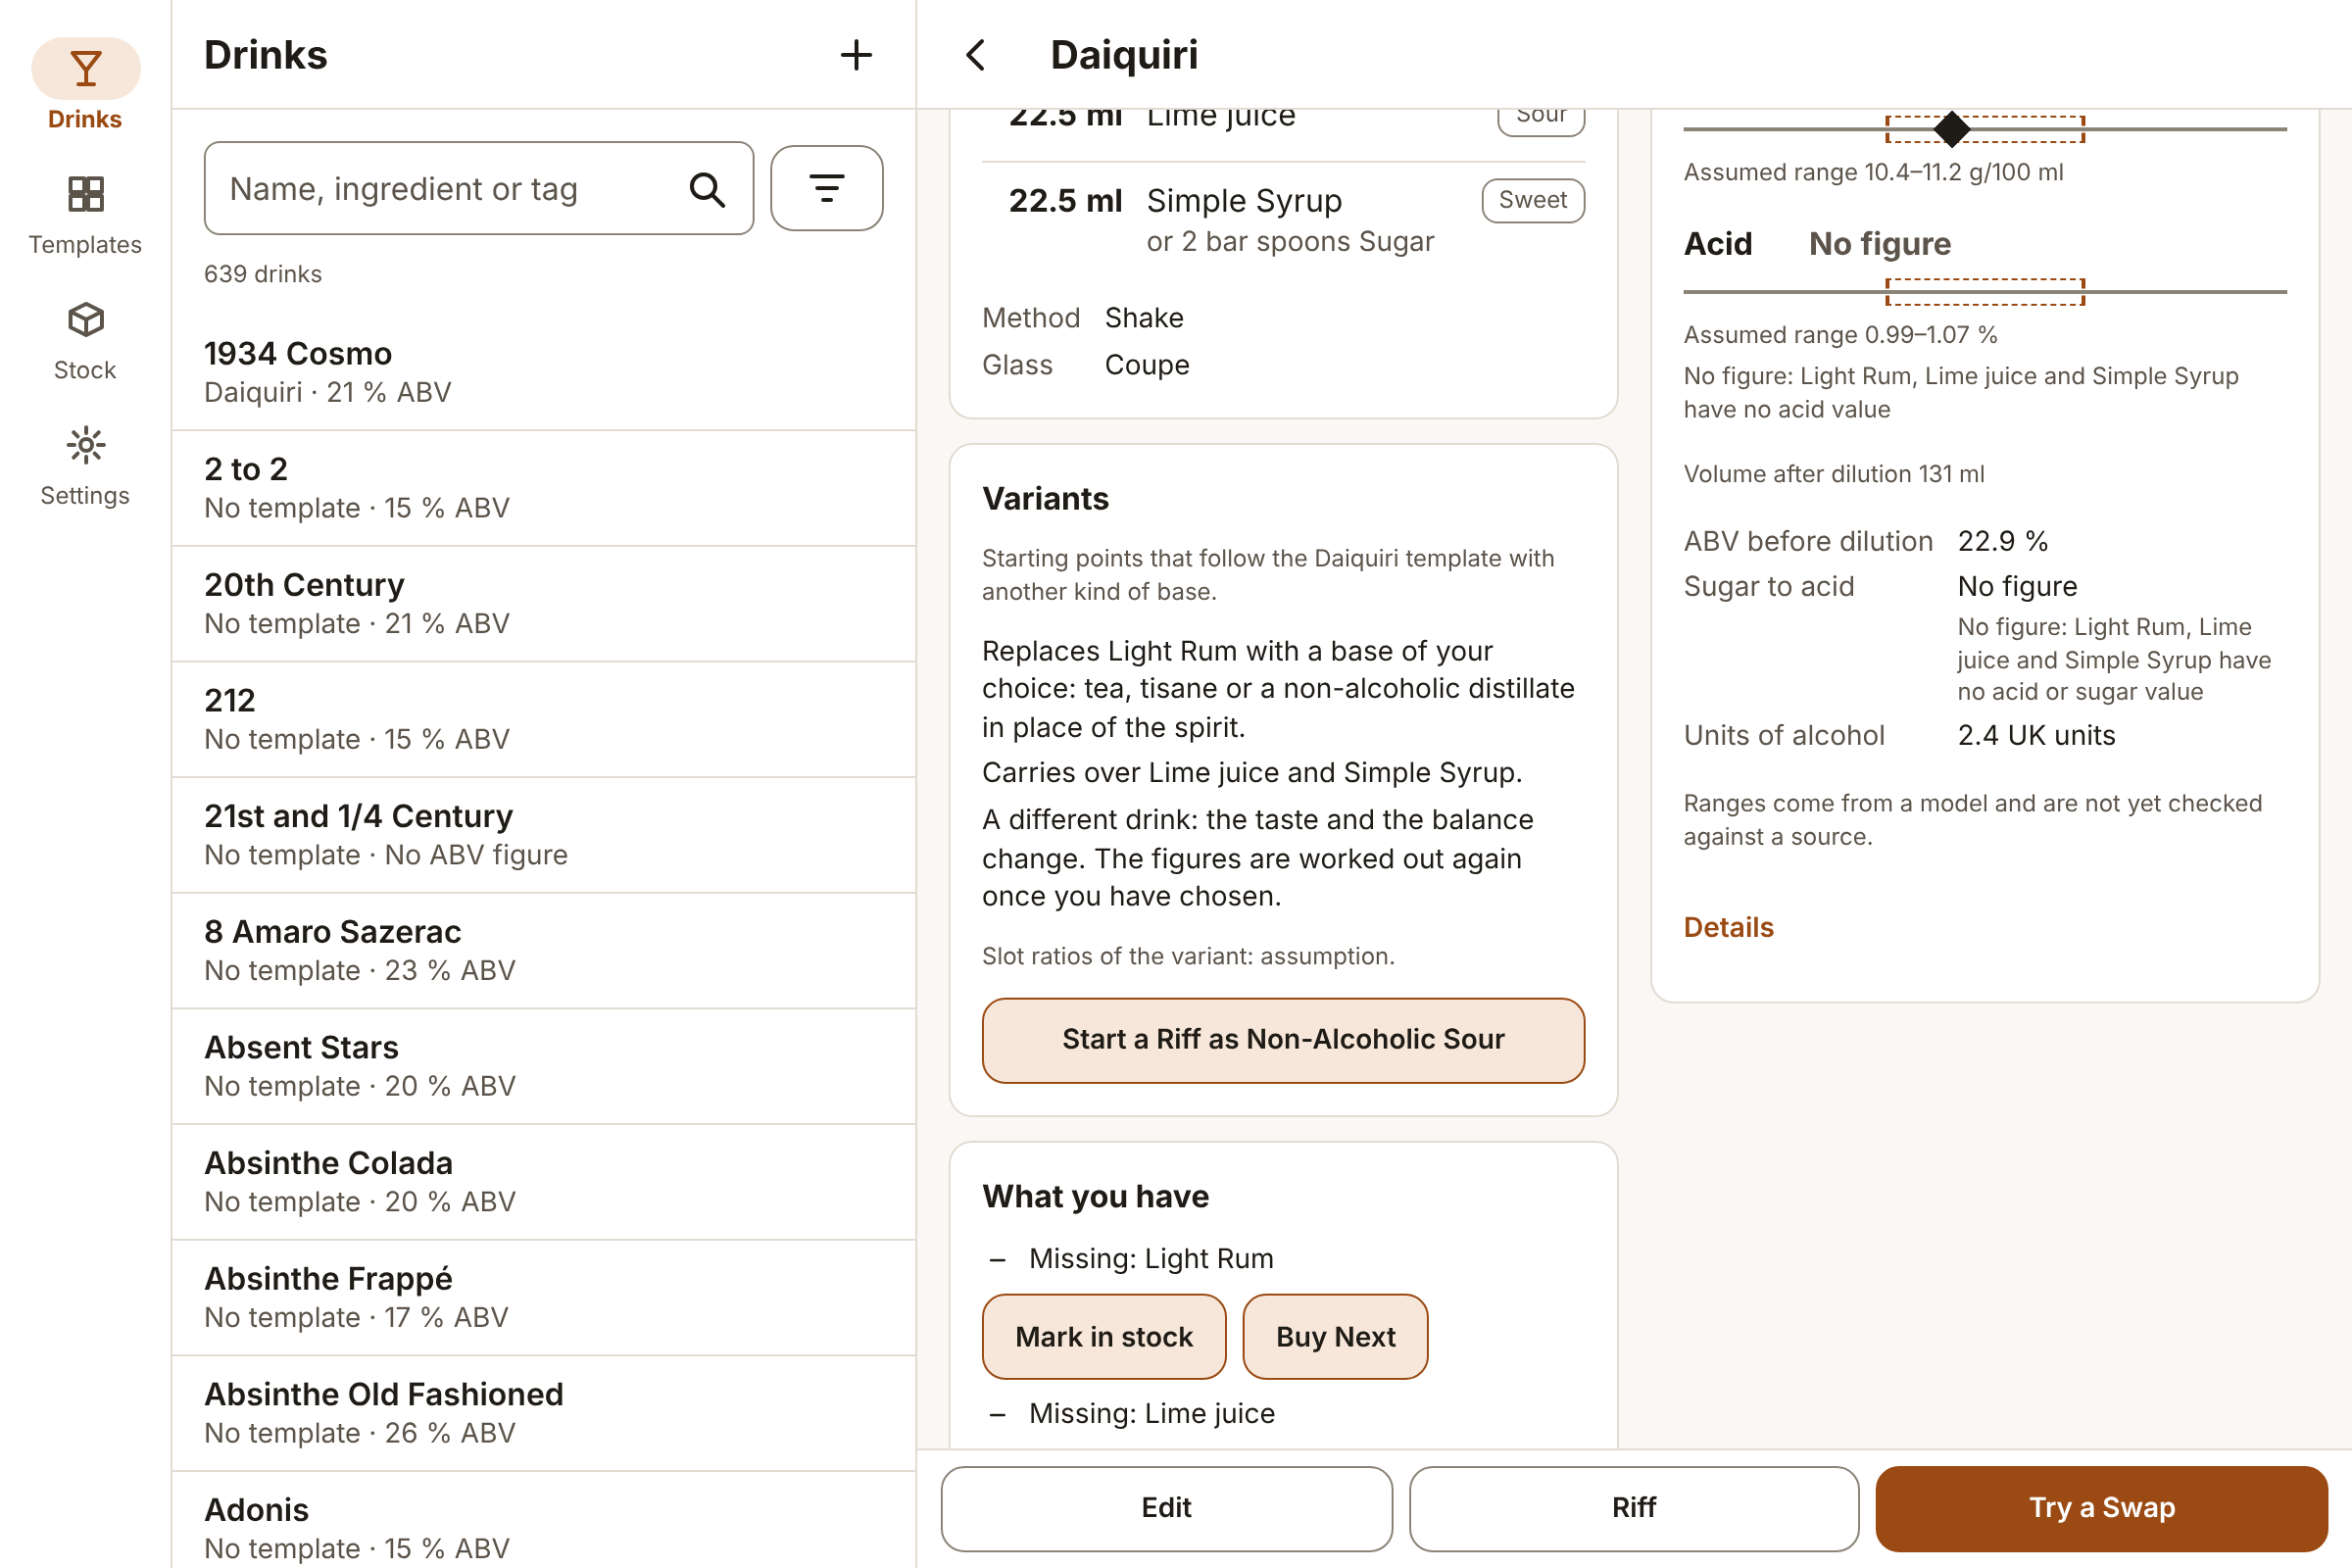 Drinks
Templates
Stock
Settings
Drinks
Name, ingredient or tag
639 drinks
1934 Cosmo
Daiquiri · 21 % ABV
2 to 2
No template · 15 % ABV
20th Century
No template · 21 % ABV
212
No template · 15 % ABV
21st and 1/4 Century
No template · No ABV figure
8 Amaro Sazerac
No template · 23 % ABV
Absent Stars
No template · 20 % ABV
Absinthe Colada
No template · 20 % ABV
Absinthe Frappé
No template · 17 % ABV
Absinthe Old Fashioned
No template · 26 % ABV
Adonis
No template · 15 % ABV
Daiquiri
22.5 ml Lime juice Sour
22.5 ml Simple Syrup Sweet
or 2 bar spoons Sugar
Method Shake
Glass Coupe
Variants
Starting points that follow the Daiquiri template with
another kind of base.
Replaces Light Rum with a base of your
choice: tea, tisane or a non-alcoholic distillate
in place of the spirit.
Carries over Lime juice and Simple Syrup.
A different drink: the taste and the balance
change. The figures are worked out again
once you have chosen.
Slot ratios of the variant: assumption.
Start a Riff as Non-Alcoholic Sour
What you have
– Missing: Light Rum
Mark in stock
Buy Next
– Missing: Lime juice
Assumed range 10.4–11.2 g/100 ml
Acid No figure
Assumed range 0.99–1.07 %
No figure: Light Rum, Lime juice and Simple Syrup
have no acid value
Volume after dilution 131 ml
ABV before dilution 22.9 %
Sugar to acid No figure
No figure: Light Rum, Lime
juice and Simple Syrup have
no acid or sugar value
Units of alcohol 2.4 UK units
Ranges come from a model and are not yet checked
against a source.
Details
Edit
Riff
Try a Swap